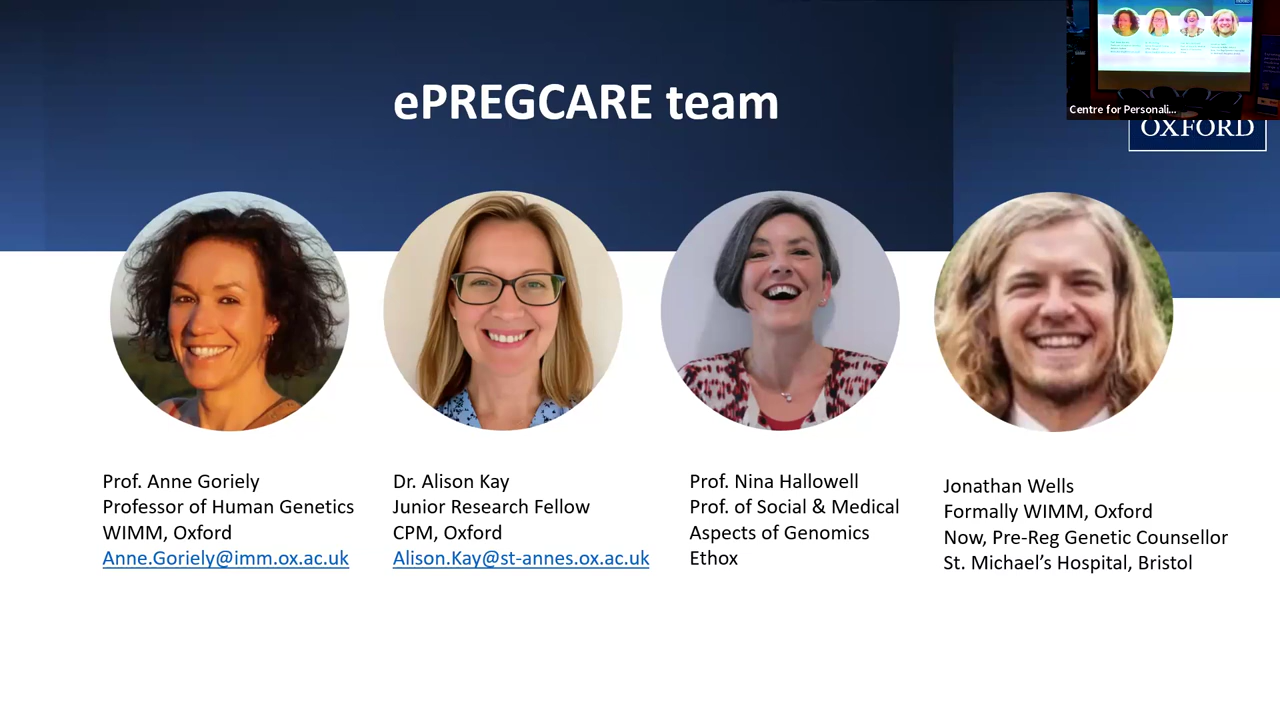 ePREGCARE team
Centre for Personali...
OXFORD
Prof. Anne Goriely
Professor of Human Genetics
WIMM, Oxford
Anne.Goriely@imm.ox.ac.uk
Dr. Alison Kay
Junior Research Fellow
CPM, Oxford
Alison.Kay@st-annes.ox.ac.uk
Prof. Nina Hallowell
Prof. of Social & Medical
Aspects of Genomics
Ethox
Jonathan Wells
Formally WIMM, Oxford
Now, Pre-Reg Genetic Counsellor
St. Michael’s Hospital, Bristol